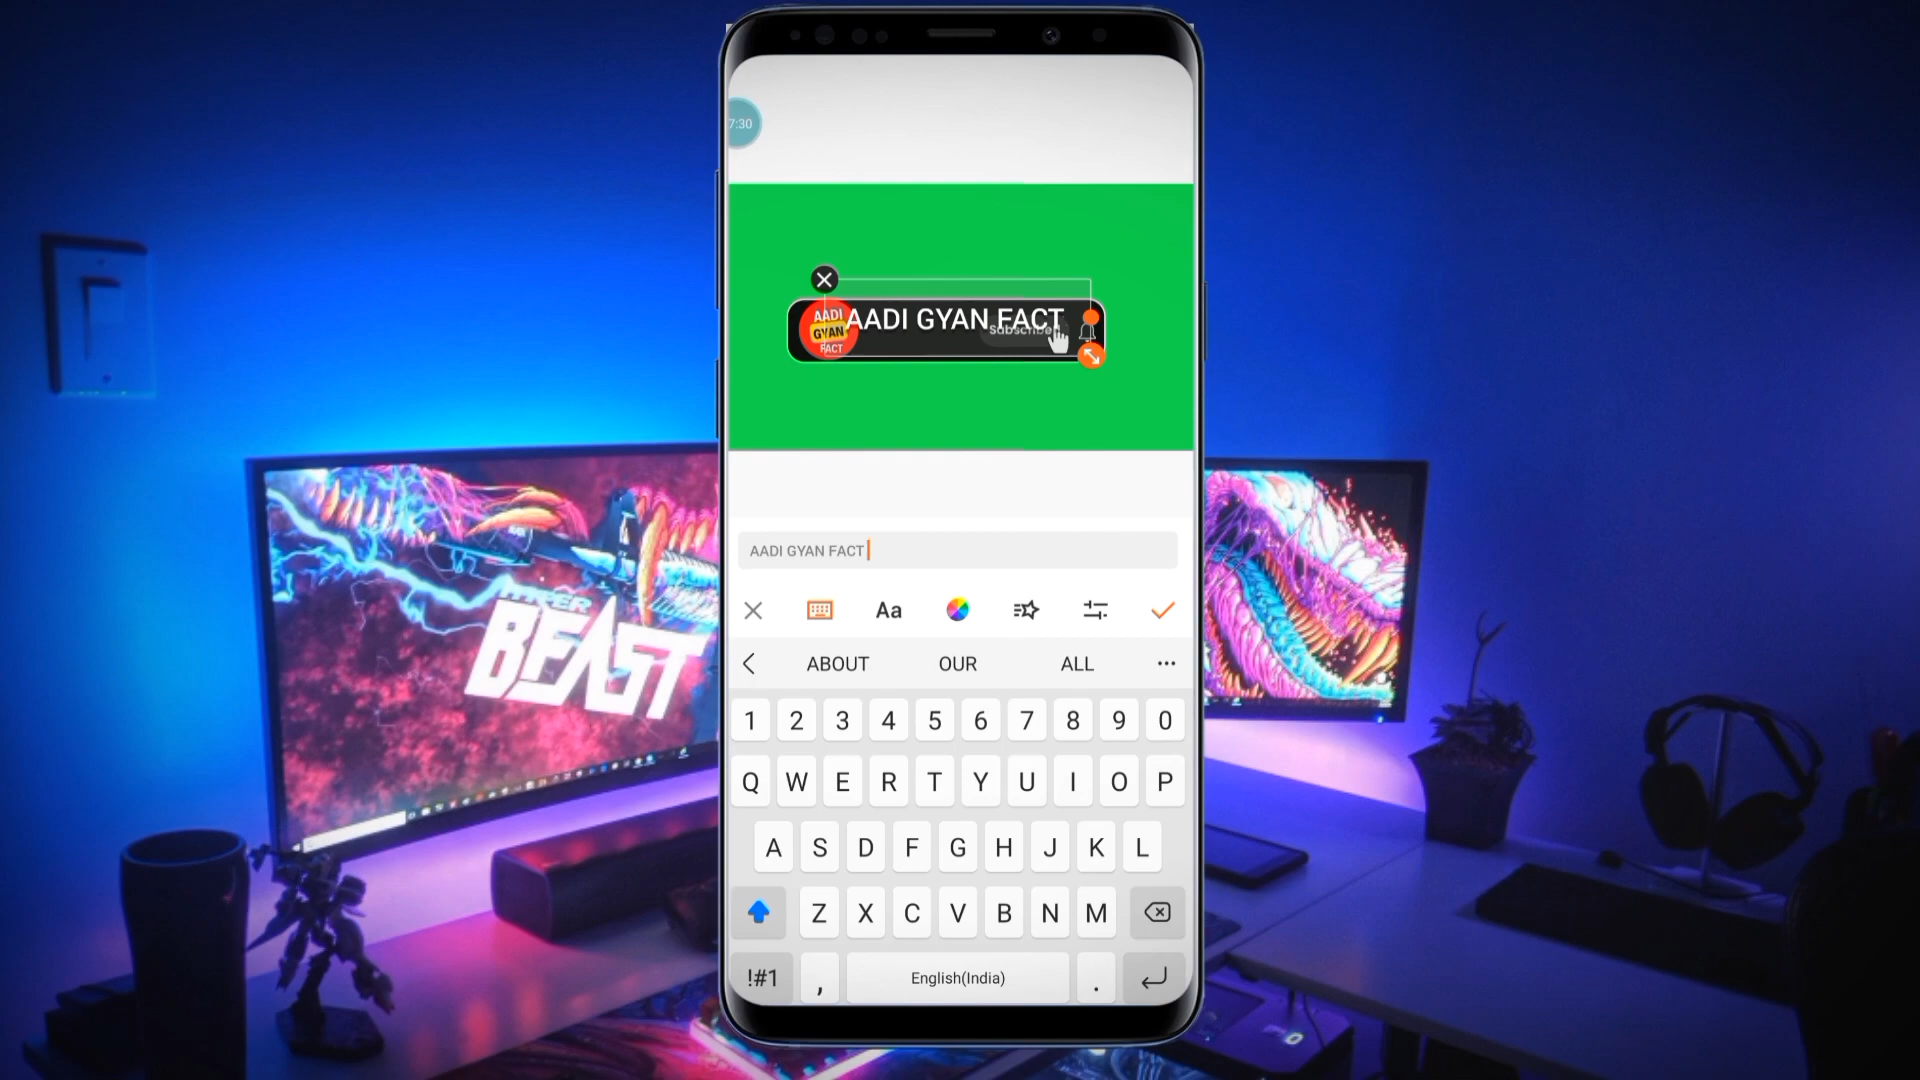 7:30
AADI
GYAN
FACT
AADI GYAN FACT
Subscribed
AADI GYAN FACT
Aa
ABOUT OUR ALL
1 2 3 4 5 6 7 8 9 0
Q W E R T Y U I O P
A S D F G H J K L
Z X C V B N M
!#1 , English(India) .
BEAST